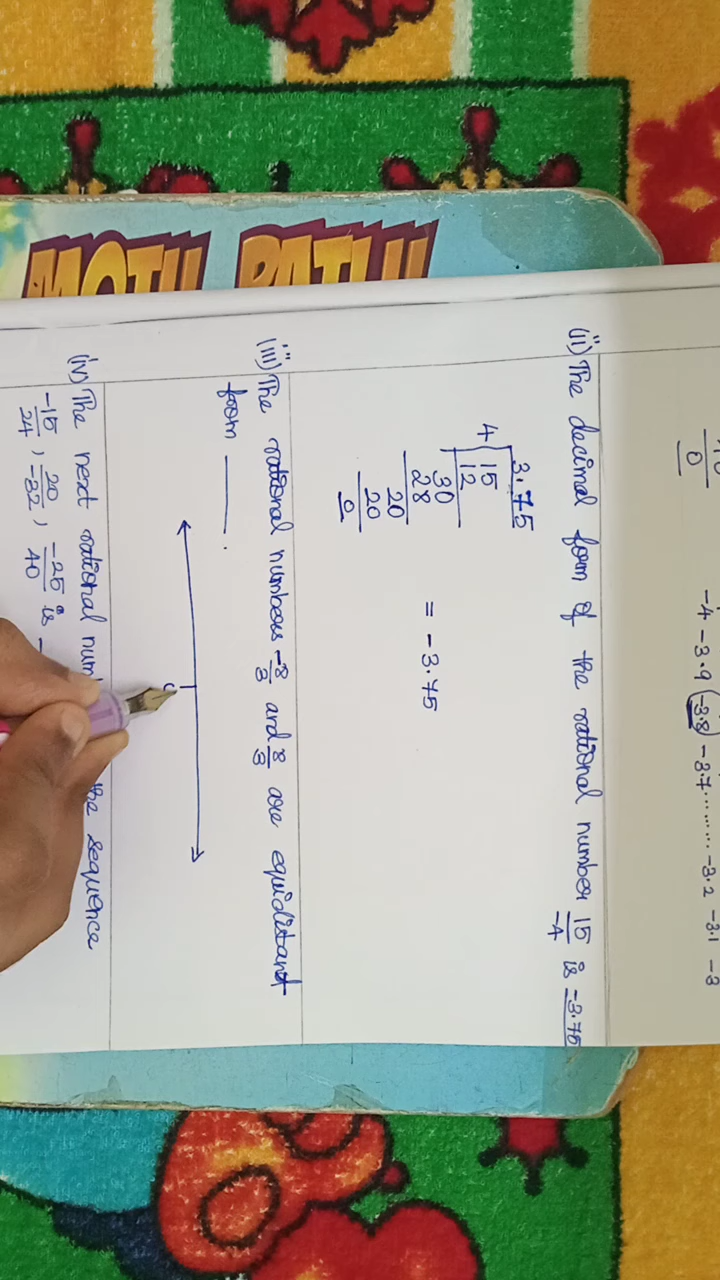 MOTU PATLU
0
-4 -3.9 (-3.8) -3.7......... -3.2 -3.1 -3
(ii) The decimal form of the rational number 15/-4 is -3.75
3.75
4 15
12
30
28
20
20
0
= -3.75
(iii) The rational numbers -8/3 and 8/3 are equidistant
from ____.
(iv) The next rational the sequence
-15/24, 20/-32, -25/40 is